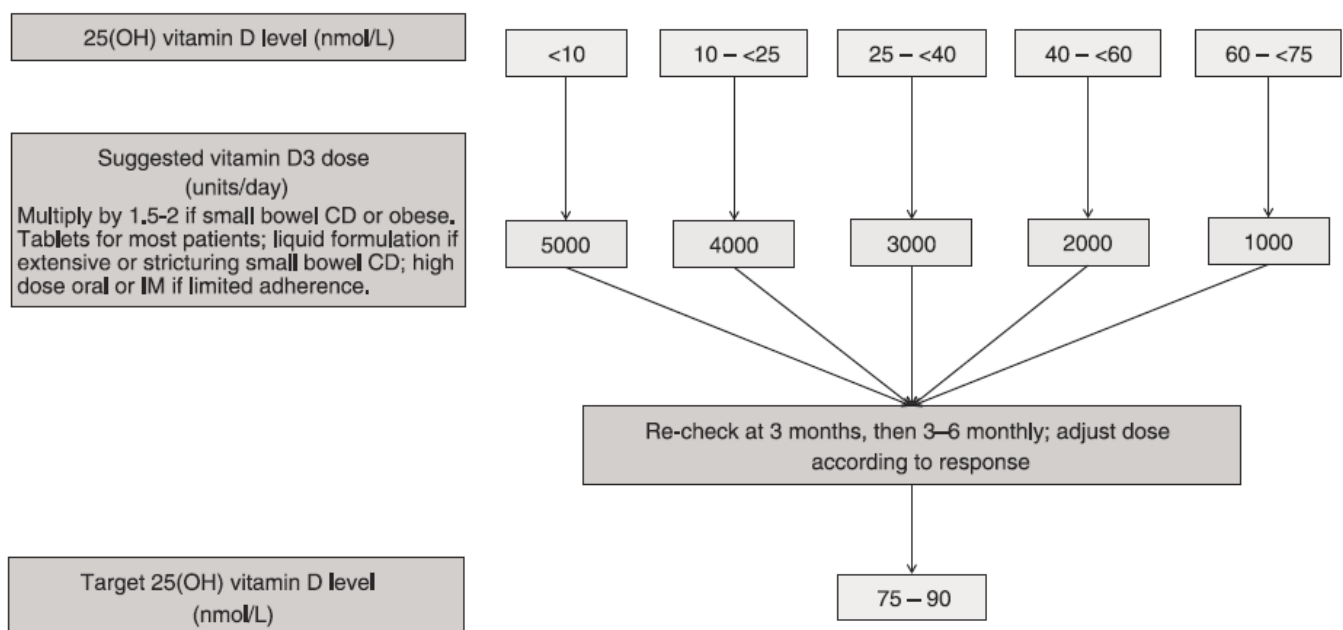 25(OH) vitamin D level (nmol/L)
<10
10 – <25
25 – <40
40 – <60
60 – <75
Suggested vitamin D3 dose
(units/day)
Multiply by 1.5-2 if small bowel CD or obese.
Tablets for most patients; liquid formulation if
extensive or stricturing small bowel CD; high
dose oral or IM if limited adherence.
5000
4000
3000
2000
1000
Re-check at 3 months, then 3–6 monthly; adjust dose
according to response
Target 25(OH) vitamin D level
(nmol/L)
75 – 90